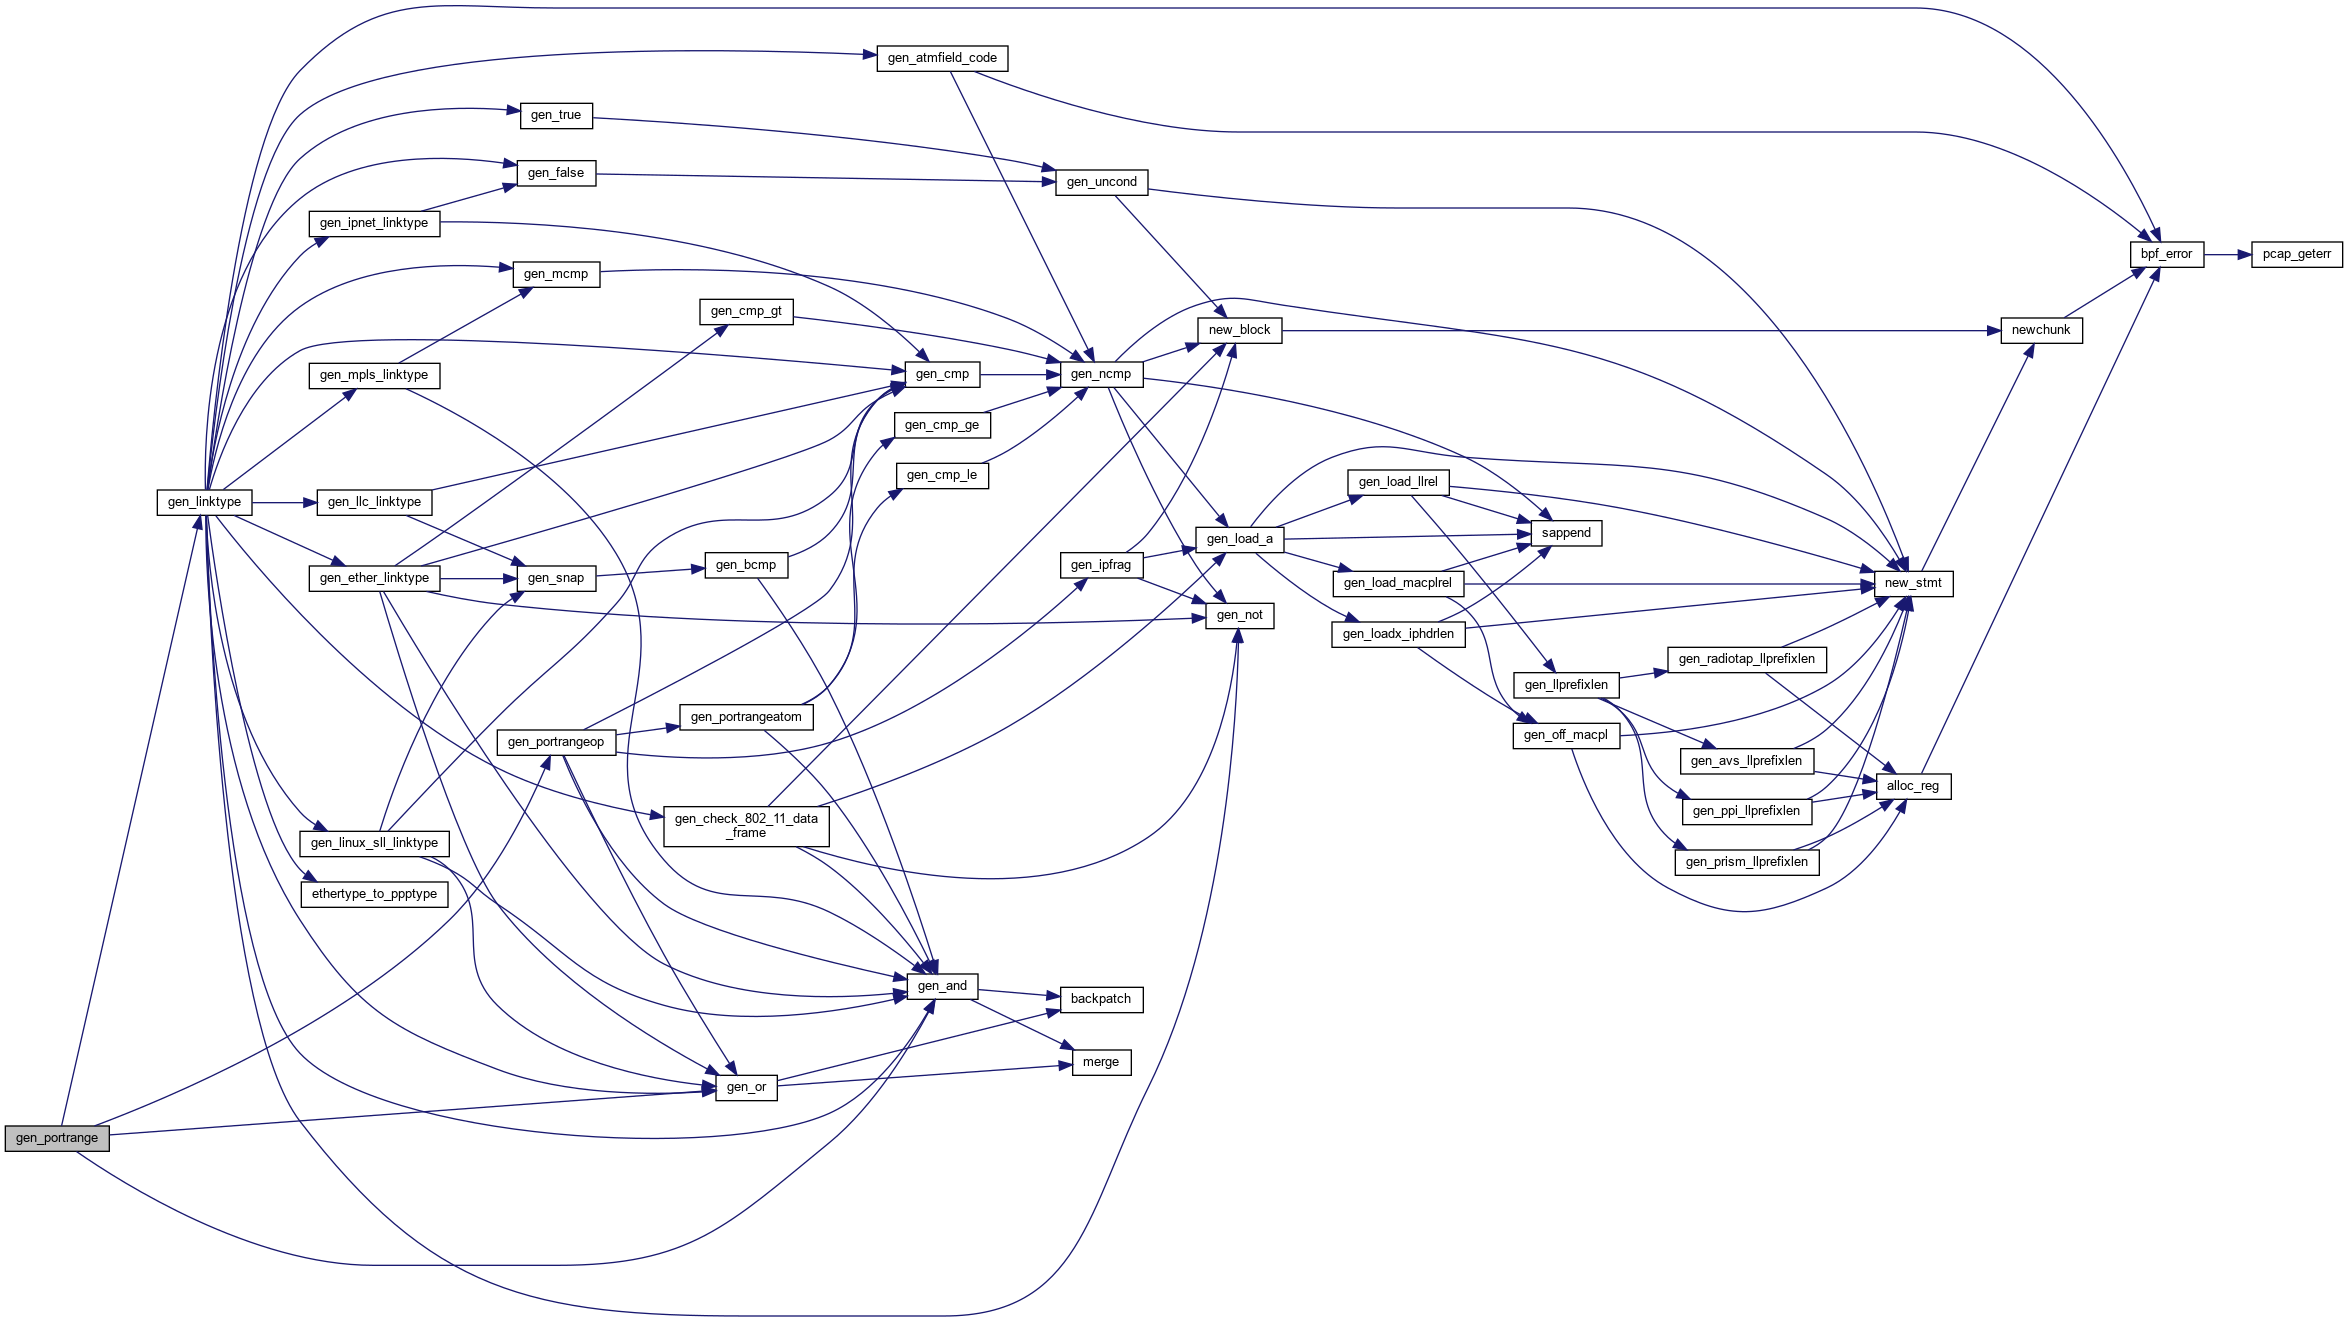 gen_atmfield_code
gen_true
gen_false
gen_uncond
gen_ipnet_linktype
bpf_error
pcap_geterr
gen_mcmp
gen_cmp_gt
new_block
newchunk
gen_mpls_linktype
gen_cmp
gen_ncmp
gen_cmp_ge
gen_cmp_le
gen_load_llrel
gen_linktype
gen_llc_linktype
sappend
gen_load_a
gen_bcmp
gen_ipfrag
gen_ether_linktype
gen_snap
gen_load_macplrel
new_stmt
gen_not
gen_loadx_iphdrlen
gen_radiotap_llprefixlen
gen_llprefixlen
gen_portrangeatom
gen_off_macpl
gen_portrangeop
gen_avs_llprefixlen
alloc_reg
gen_ppi_llprefixlen
gen_check_802_11_data
_frame
gen_linux_sll_linktype
gen_prism_llprefixlen
ethertype_to_ppptype
gen_and
backpatch
merge
gen_or
gen_portrange